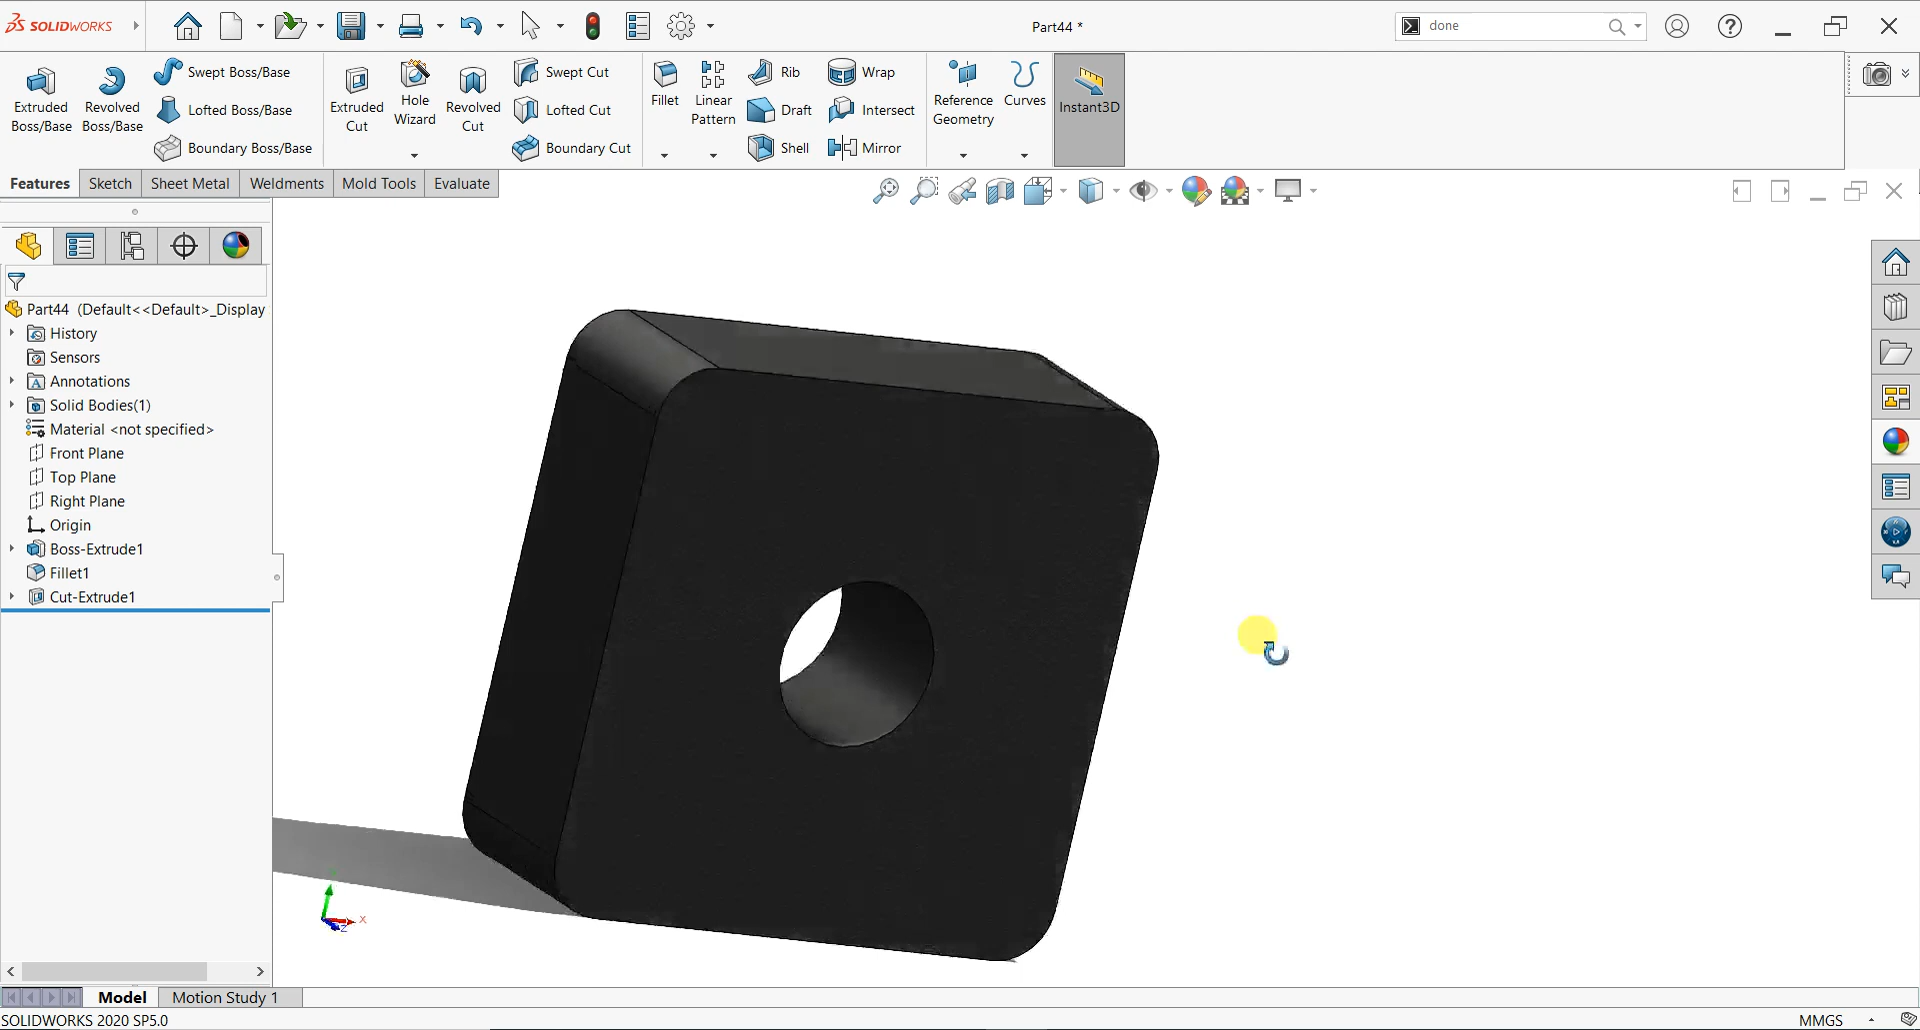 SOLIDWORKS
Part44 *
done
Extruded Boss/Base
Revolved Boss/Base
Swept Boss/Base
Lofted Boss/Base
Boundary Boss/Base
Extruded Cut
Hole Wizard
Revolved Cut
Swept Cut
Lofted Cut
Boundary Cut
Fillet
Linear Pattern
Rib
Draft
Shell
Wrap
Intersect
Mirror
Reference Geometry
Curves
Instant3D
Features
Sketch
Sheet Metal
Weldments
Mold Tools
Evaluate
Part44 (Default<<Default>_Display
History
Sensors
Annotations
Solid Bodies(1)
Material <not specified>
Front Plane
Top Plane
Right Plane
Origin
Boss-Extrude1
Fillet1
Cut-Extrude1
X
Z
Model
Motion Study 1
SOLIDWORKS 2020 SP5.0
MMGS